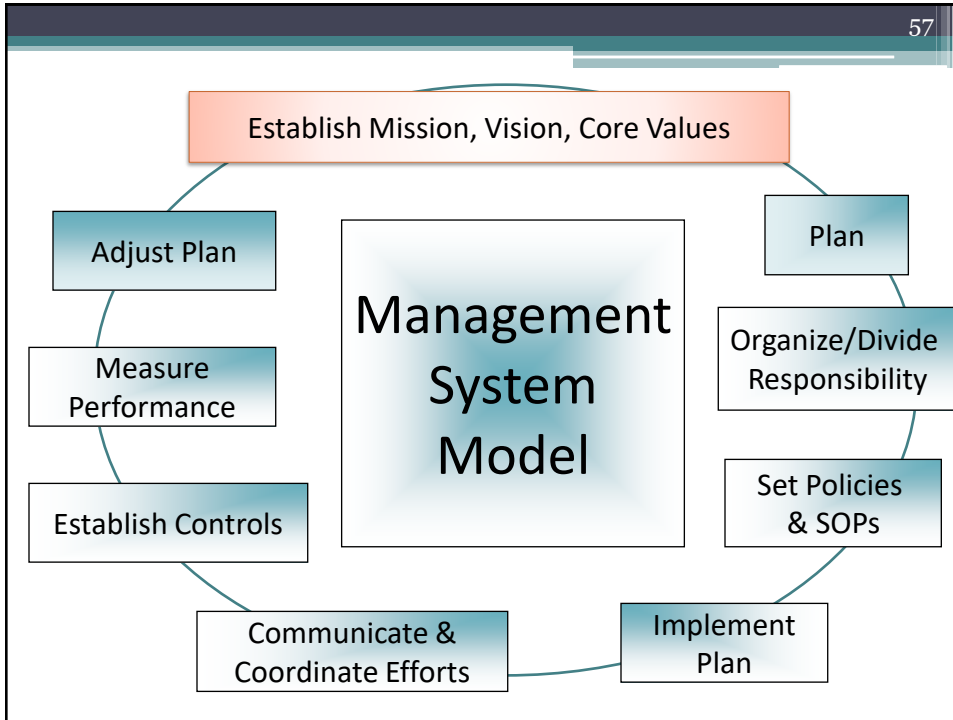 57
Establish Mission, Vision, Core Values
Plan
Organize/Divide
Responsibility
Set Policies
& SOPs
Implement
Plan
Communicate &
Coordinate Efforts
Establish Controls
Measure
Performance
Adjust Plan
Management
System
Model